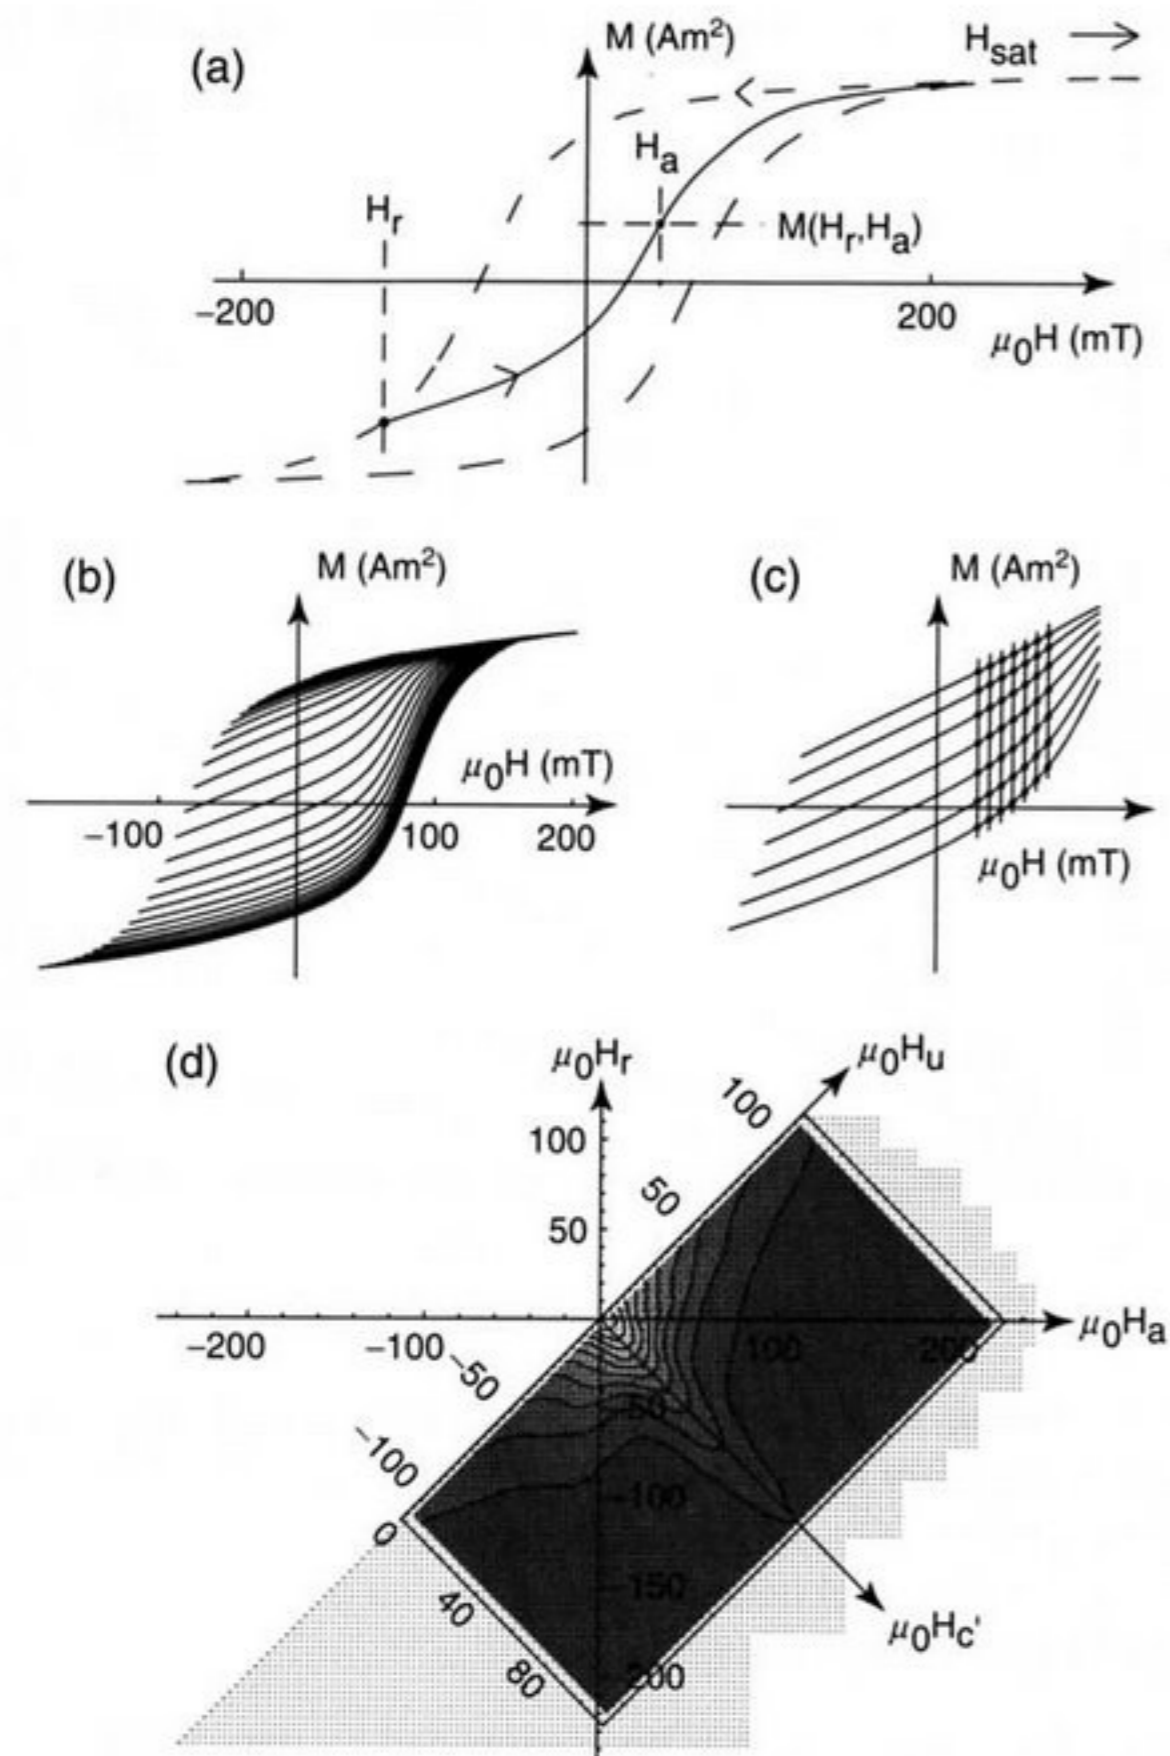 (a)
M (Am²)
H_sat
H_a
H_r
M(H_r,H_a)
−200
200
μ₀H (mT)
(b)
M (Am²)
μ₀H (mT)
−100
100
200
(c)
M (Am²)
μ₀H (mT)
(d)
μ₀H_r
μ₀H_u
100
100
50
50
μ₀H_a
−200
−100
100
200
−50
−50
−100
−100
0
−150
40
μ₀H_c'
80
−200